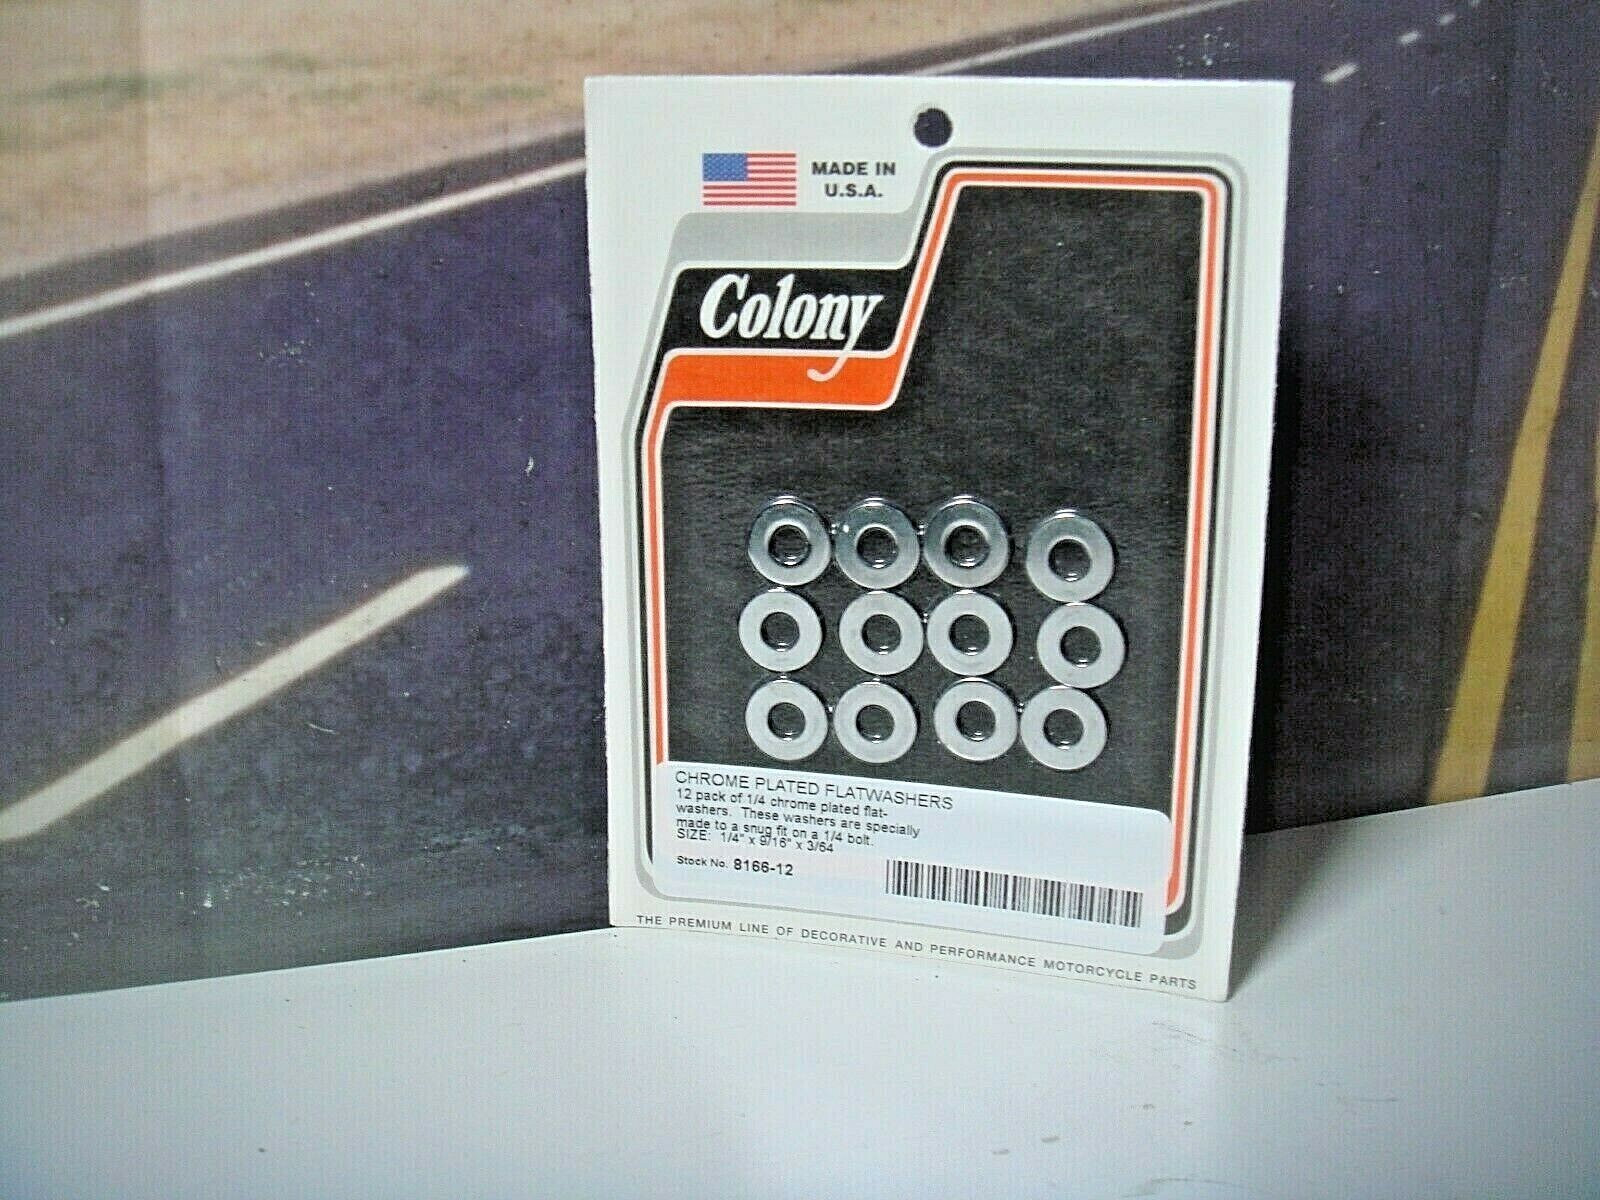 MADE IN
U.S.A.
Colony
CHROME PLATED FLATWASHERS
12 pack of 1/4 chrome plated flat-
washers. These washers are specially
made to a snug fit on a 1/4 bolt.
SIZE: 1/4" x 9/16" x 3/64
Stock No. 8166-12
THE PREMIUM LINE OF DECORATIVE AND PERFORMANCE MOTORCYCLE PARTS